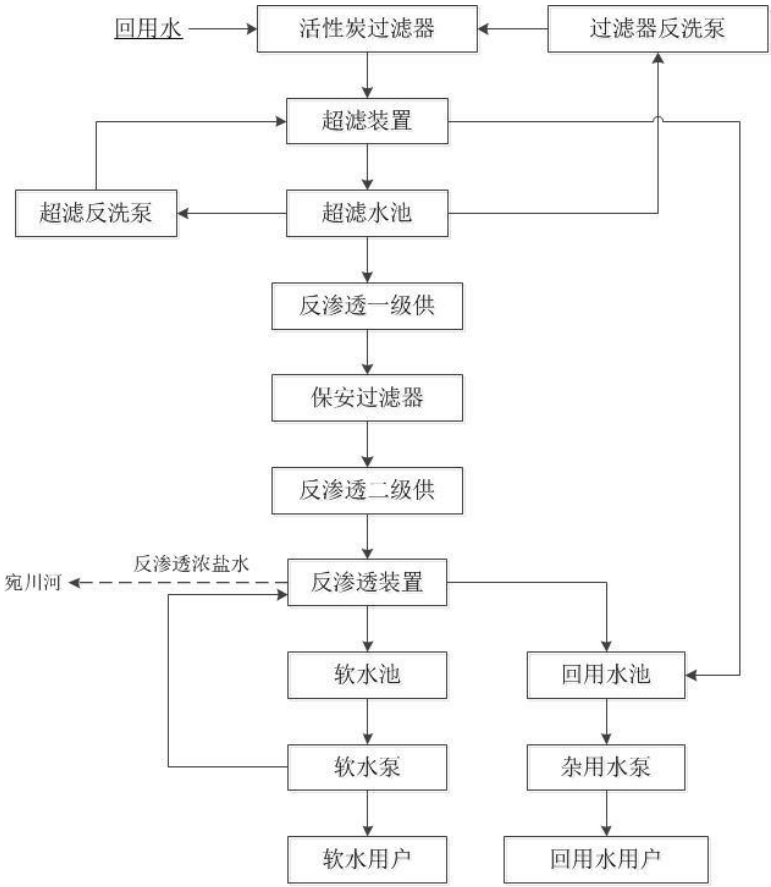 回用水
活性炭过滤器
过滤器反洗泵
超滤装置
超滤反洗泵
超滤水池
反渗透一级供
保安过滤器
反渗透二级供
反渗透浓盐水
宛川河
反渗透装置
软水池
回用水池
软水泵
杂用水泵
软水用户
回用水用户